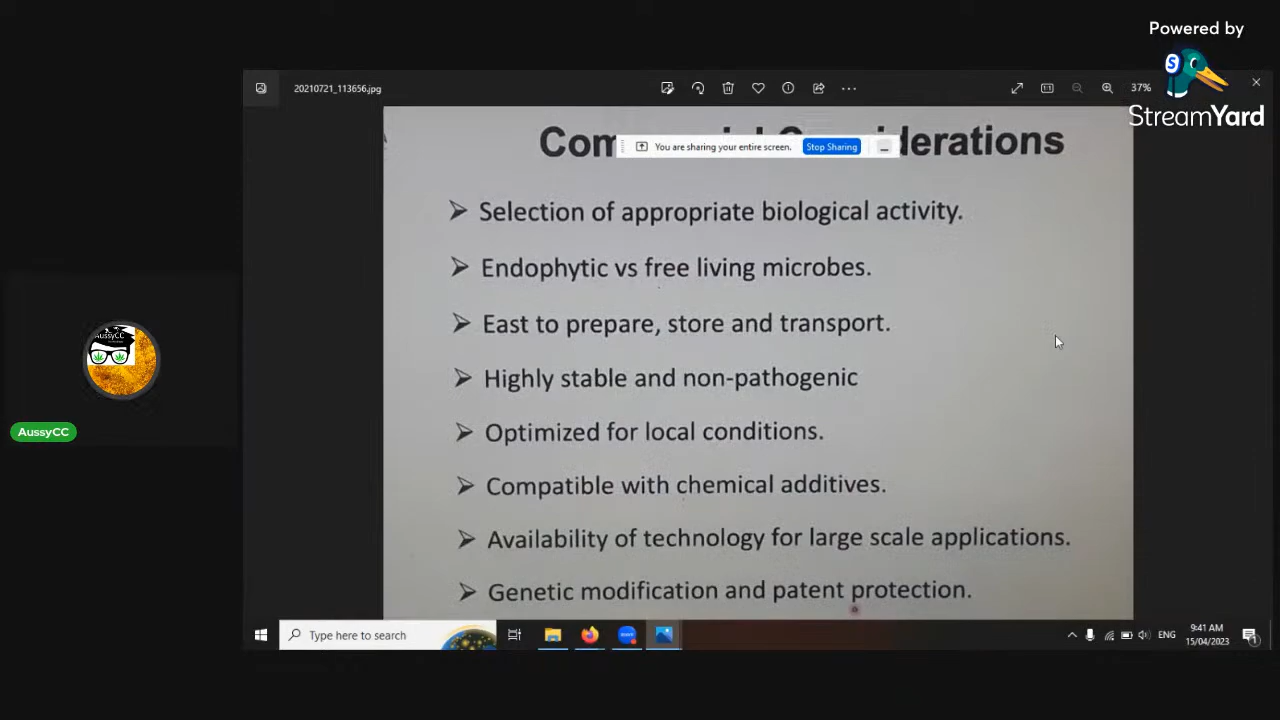 Powered by
StreamYard
20210721_113656.jpg
37%
You are sharing your entire screen.
Stop Sharing
Selection of appropriate biological activity.
Endophytic vs free living microbes.
East to prepare, store and transport.
Highly stable and non-pathogenic
Optimized for local conditions.
Compatible with chemical additives.
Availability of technology for large scale applications.
Genetic modification and patent protection.
AussyCC
AussyCC
Type here to search
ENG
9:41 AM
15/04/2023